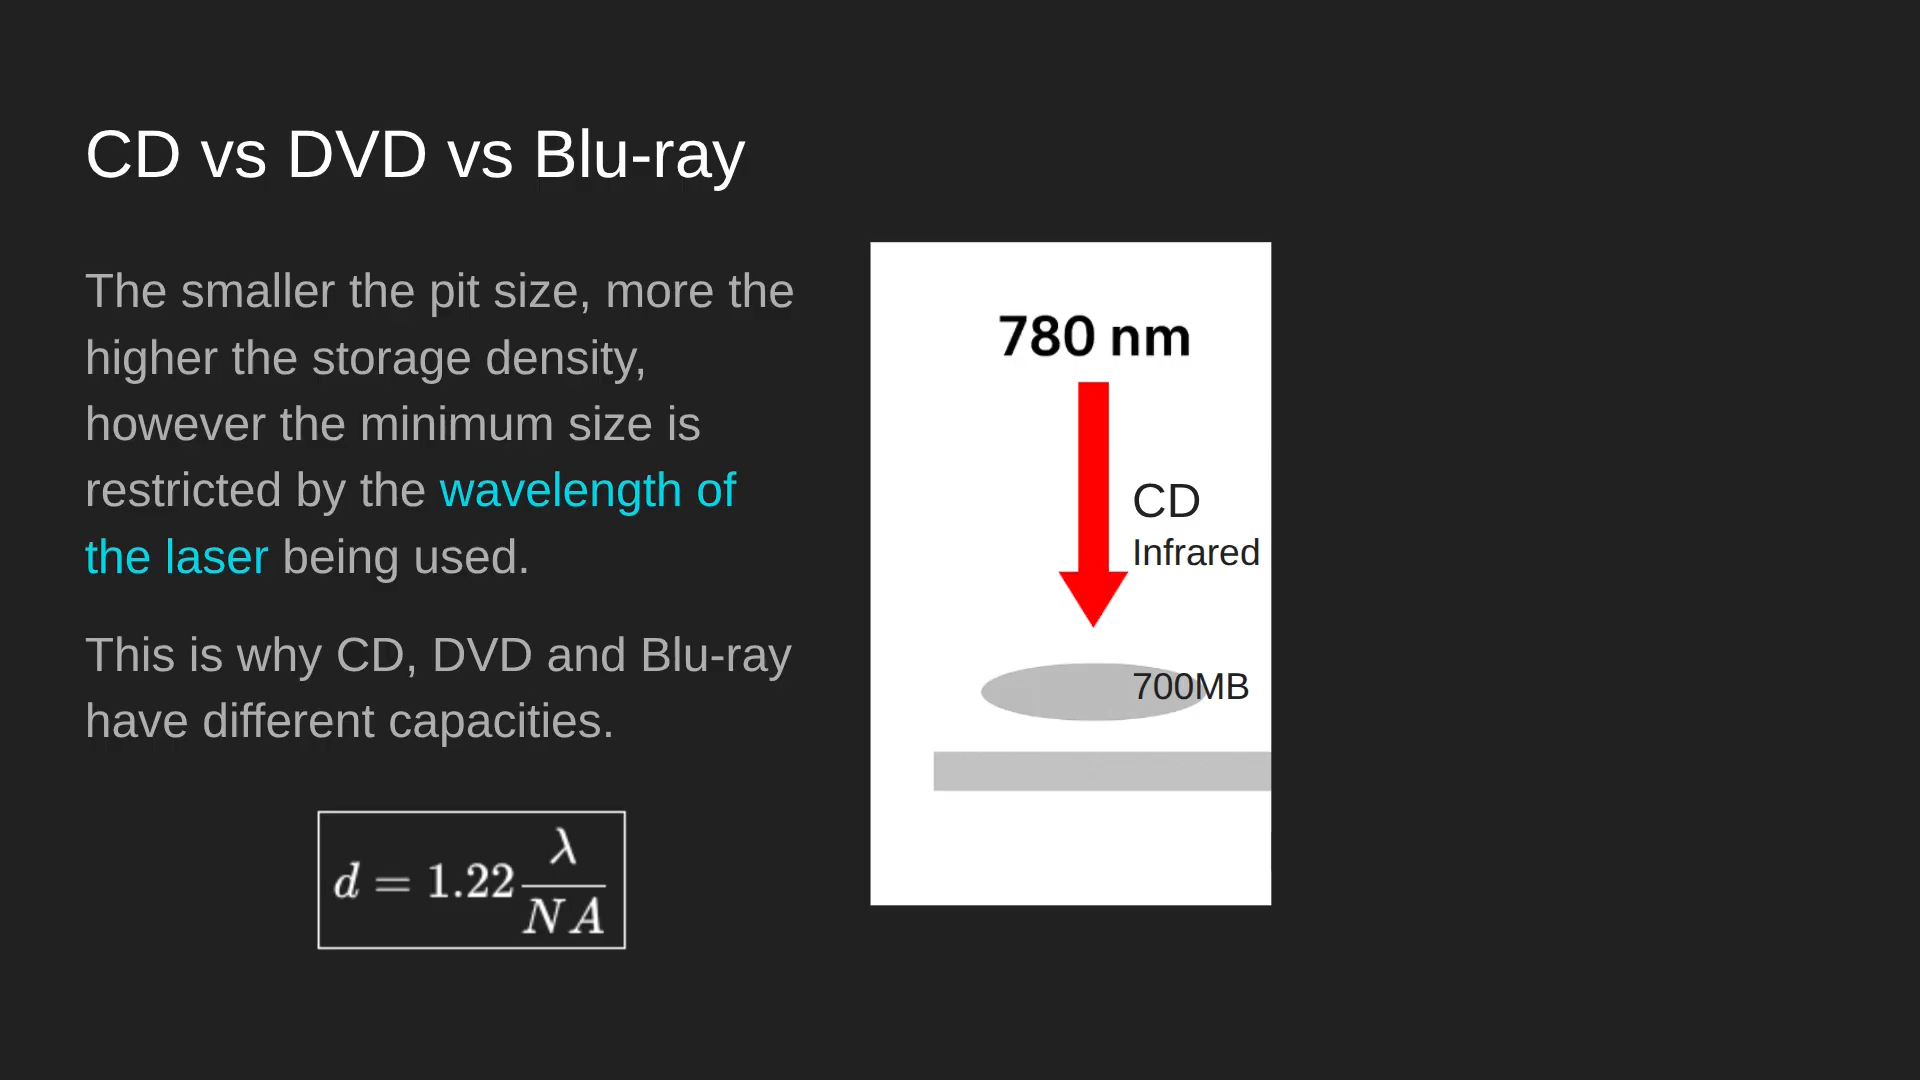 CD vs DVD vs Blu-ray
The smaller the pit size, more the
higher the storage density,
however the minimum size is
restricted by the wavelength of
the laser being used.
This is why CD, DVD and Blu-ray
have different capacities.
d = 1.22 λ/NA
780 nm
CD
Infrared
700MB